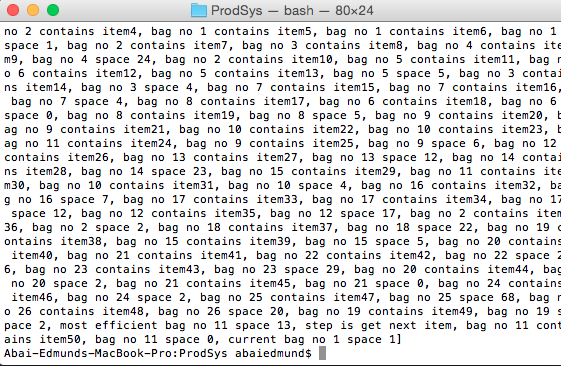 ProdSys — bash — 80×24
no 2 contains item4, bag no 1 contains item5, bag no 1 contains item6, bag no 1
space 1, bag no 2 contains item7, bag no 3 contains item8, bag no 4 contains ite
m9, bag no 4 space 24, bag no 2 contains item10, bag no 5 contains item11, bag n
o 6 contains item12, bag no 5 contains item13, bag no 5 space 5, bag no 3 contai
ns item14, bag no 3 space 4, bag no 7 contains item15, bag no 7 contains item16,
bag no 7 space 4, bag no 8 contains item17, bag no 6 contains item18, bag no 6
space 0, bag no 8 contains item19, bag no 8 space 5, bag no 9 contains item20, b
ag no 9 contains item21, bag no 10 contains item22, bag no 10 contains item23, b
ag no 11 contains item24, bag no 9 contains item25, bag no 9 space 6, bag no 12
contains item26, bag no 13 contains item27, bag no 13 space 12, bag no 14 contai
ns item28, bag no 14 space 23, bag no 15 contains item29, bag no 11 contains ite
m30, bag no 10 contains item31, bag no 10 space 4, bag no 16 contains item32, ba
g no 16 space 7, bag no 17 contains item33, bag no 17 contains item34, bag no 17
space 12, bag no 12 contains item35, bag no 12 space 17, bag no 2 contains item
36, bag no 2 space 2, bag no 18 contains item37, bag no 18 space 22, bag no 19 c
ontains item38, bag no 15 contains item39, bag no 15 space 5, bag no 20 contains
item40, bag no 21 contains item41, bag no 22 contains item42, bag no 22 space 2
6, bag no 23 contains item43, bag no 23 space 29, bag no 20 contains item44, bag
no 20 space 2, bag no 21 contains item45, bag no 21 space 0, bag no 24 contains
item46, bag no 24 space 2, bag no 25 contains item47, bag no 25 space 68, bag n
o 26 contains item48, bag no 26 space 20, bag no 19 contains item49, bag no 19 s
pace 2, most efficient bag no 11 space 13, step is get next item, bag no 11 cont
ains item50, bag no 11 space 0, current bag no 1 space 1]
Abai-Edmunds-MacBook-Pro:ProdSys abaiedmund$